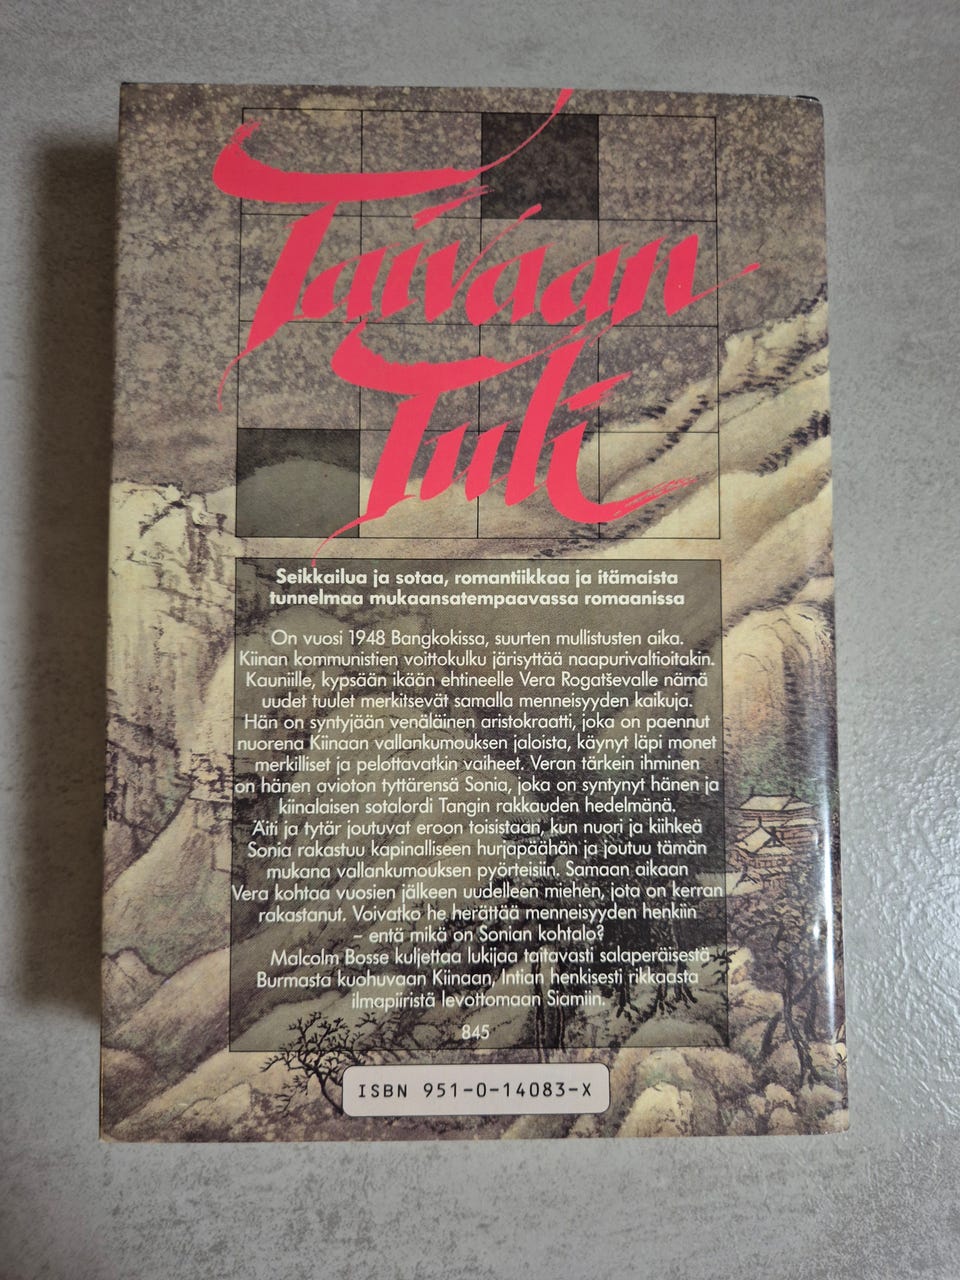 Taivaan
Tuli
Seikkailua ja sotaa, romantiikkaa ja itämaista
tunnelmaa mukaansatempaavassa romaanissa
On vuosi 1948 Bangkokissa, suurten mullistusten aika.
Kiinan kommunistien voittokulku järisyttää naapurivaltioitakin.
Kauniille, kypsään ikään ehtineelle Vera Rogatševalle nämä
uudet tuulet merkitsevät samalla menneisyyden kaikuja.
Hän on syntyjään venäläinen aristokraatti, joka on paennut
nuorena Kiinaan vallankumouksen jaloista, käynyt läpi monet
merkilliset ja pelottavatkin vaiheet. Veran tärkein ihminen
on hänen avioton tyttärensä Sonia, joka on syntynyt hänen ja
kiinalaisen sotalordi Tangin rakkauden hedelmänä.
Äiti ja tytär joutuvat eroon toisistaan, kun nuori ja kiihkeä
Sonia rakastuu kapinalliseen hurjapäähän ja joutuu tämän
mukana vallankumouksen pyörteisiin. Samaan aikaan
Vera kohtaa vuosien jälkeen uudelleen miehen, jota on kerran
rakastanut. Voivatko he herättää menneisyyden henkiin
– entä mikä on Sonian kohtalo?
Malcolm Bosse kuljettaa lukijaa taitavasti salaperäisestä
Burmasta kuohuvaan Kiinaan, Intian henkisesti rikkaasta
ilmapiiristä levottomaan Siamiin.
845
ISBN 951-0-14083-X